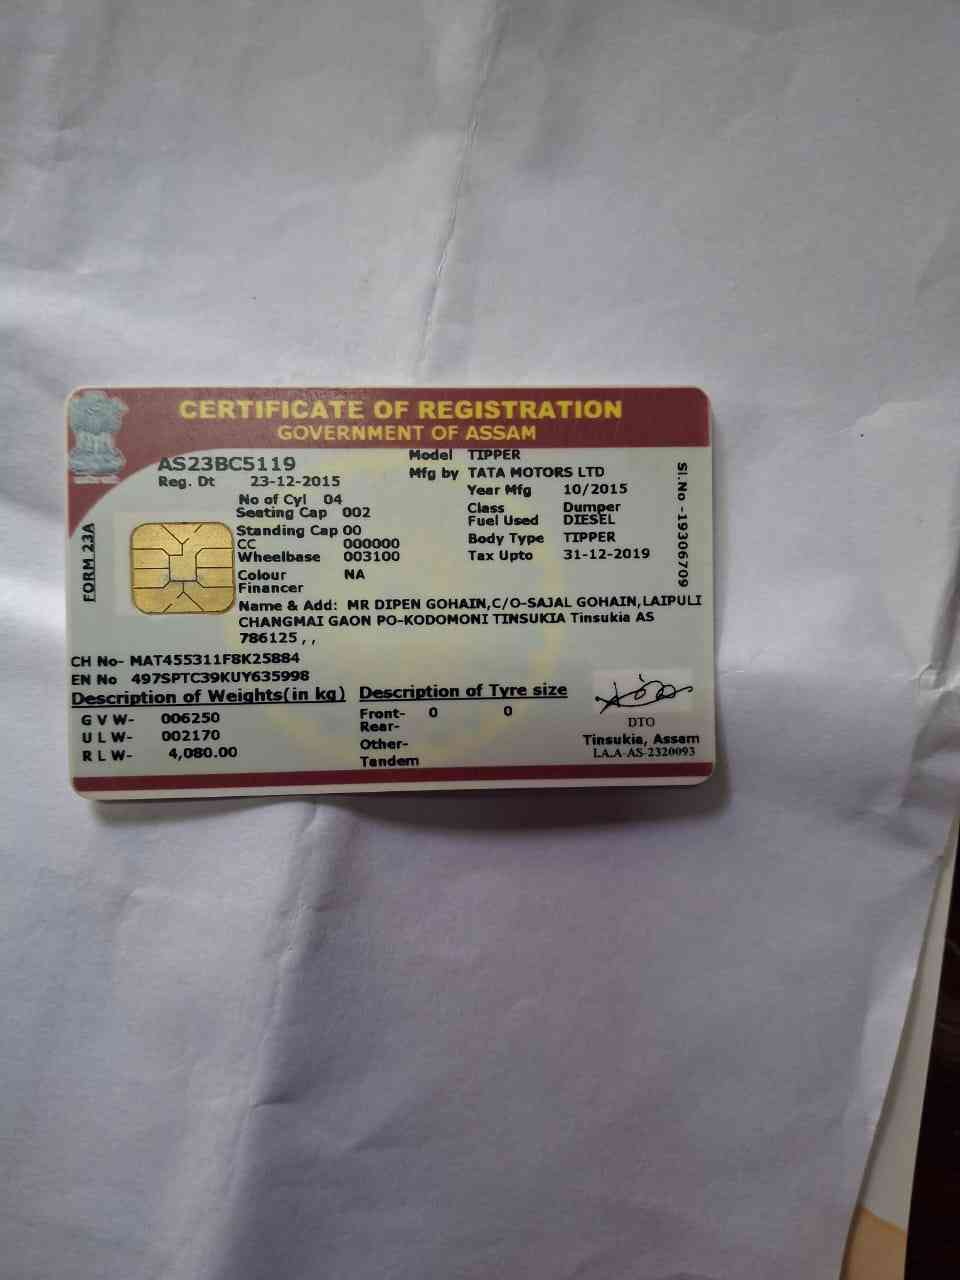 CERTIFICATE OF REGISTRATION
GOVERNMENT OF ASSAM
AS23BC5119
Reg. Dt 23-12-2015
Model TIPPER
Mfg by TATA MOTORS LTD
Year Mfg 10/2015
No of Cyl 04
Seating Cap 002
Class Dumper
Fuel Used DIESEL
Standing Cap 00
Body Type TIPPER
CC 000000
Wheelbase 003100
Tax Upto 31-12-2019
Colour NA
Financer
FORM 23A
Sl.No -19306709
Name & Add: MR DIPEN GOHAIN,C/O-SAJAL GOHAIN,LAIPULI
CHANGMAI GAON PO-KODOMONI TINSUKIA Tinsukia AS
786125 , ,
CH No- MAT455311F8K25884
EN No 497SPTC39KUY635998
Description of Weights(in kg)
G V W- 006250
U L W- 002170
R L W- 4,080.00
Description of Tyre size
Front- 0 0
Rear-
Other-
Tandem
DTO
Tinsukia, Assam
LA.A-AS-2320093